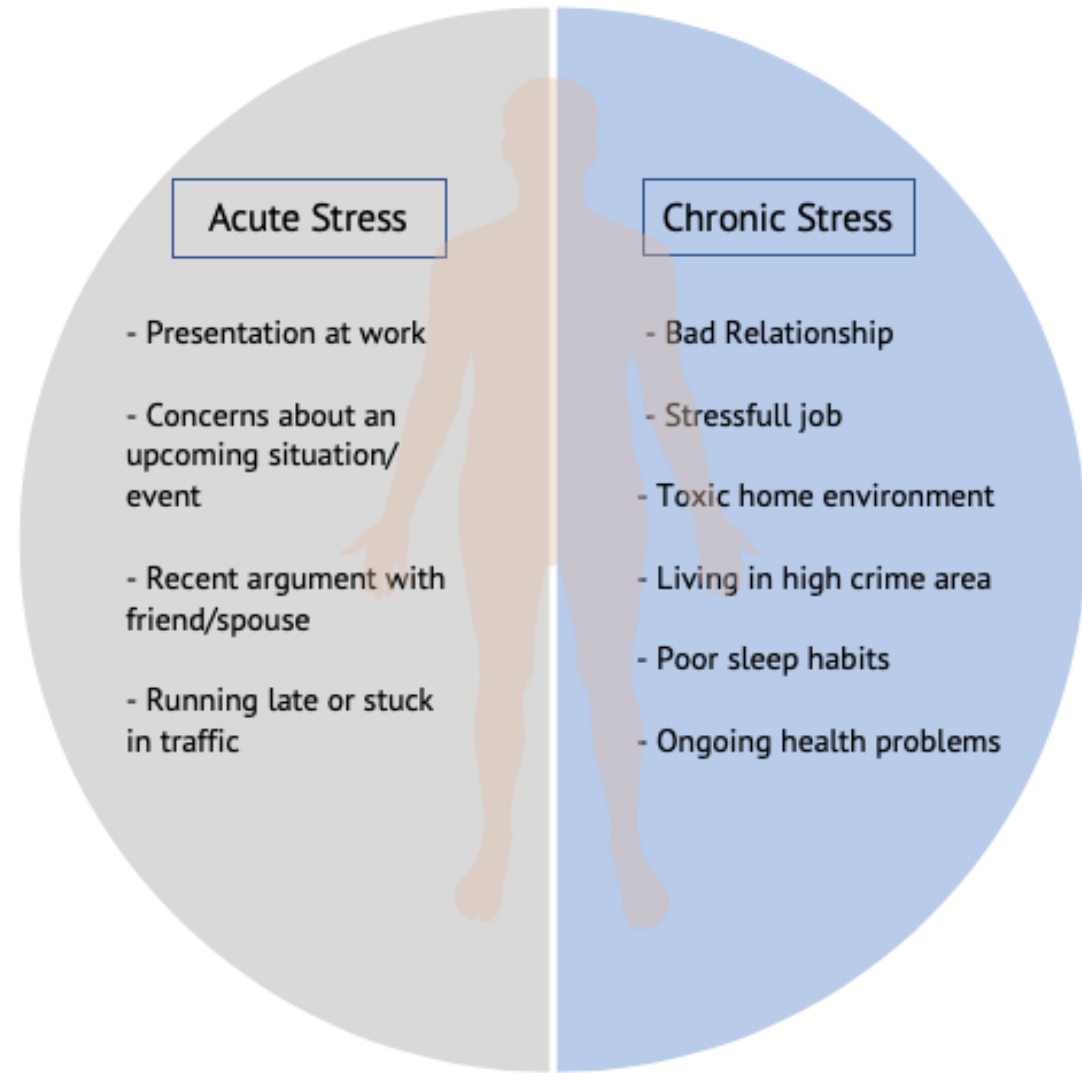 Acute Stress
- Presentation at work
- Concerns about an
upcoming situation/
event
- Recent argument with
friend/spouse
- Running late or stuck
in traffic
Chronic Stress
- Bad Relationship
- Stressfull job
- Toxic home environment
- Living in high crime area
- Poor sleep habits
- Ongoing health problems